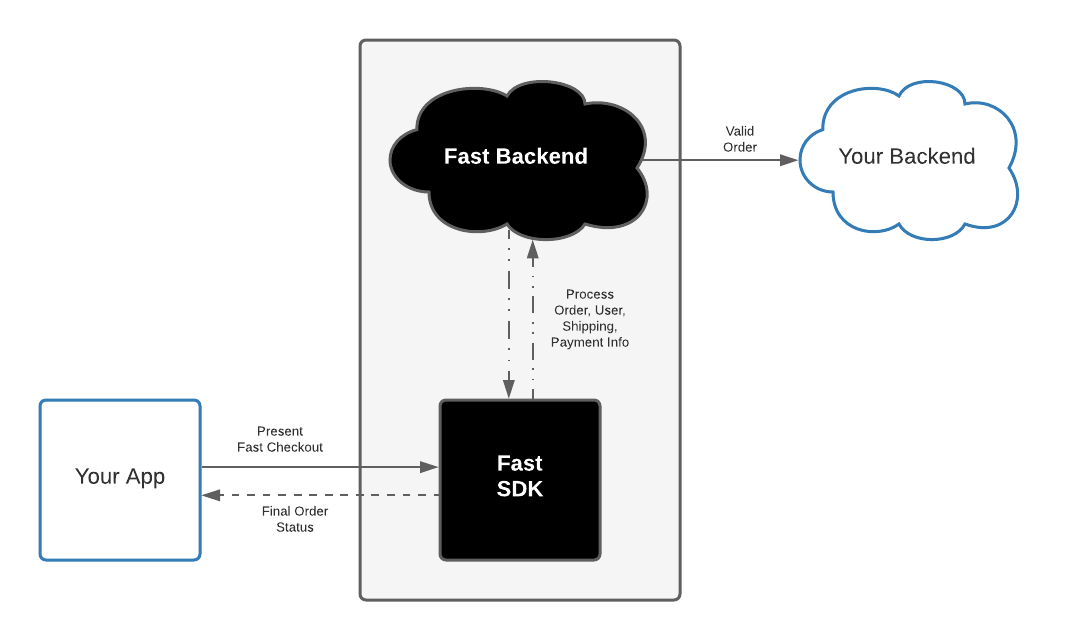 Fast Backend
Valid
Order
Your Backend
Process
Order, User,
Shipping,
Payment Info
Your App
Present
Fast Checkout
Final Order
Status
Fast
SDK